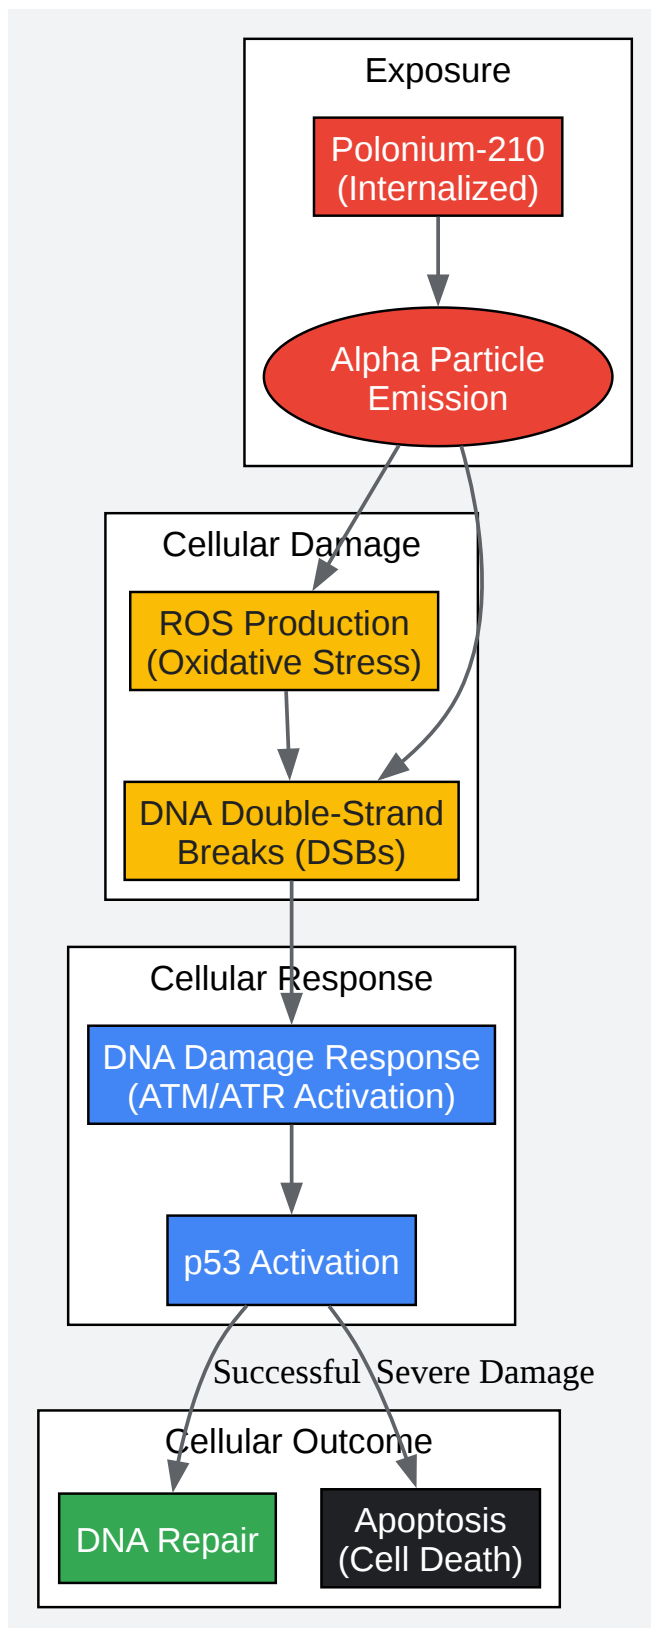 Exposure
Polonium-210
(Internalized)
Alpha Particle
Emission
Cellular Damage
ROS Production
(Oxidative Stress)
DNA Double-Strand
Breaks (DSBs)
Cellular Response
DNA Damage Response
(ATM/ATR Activation)
p53 Activation
Successful
Severe Damage
Cellular Outcome
DNA Repair
Apoptosis
(Cell Death)